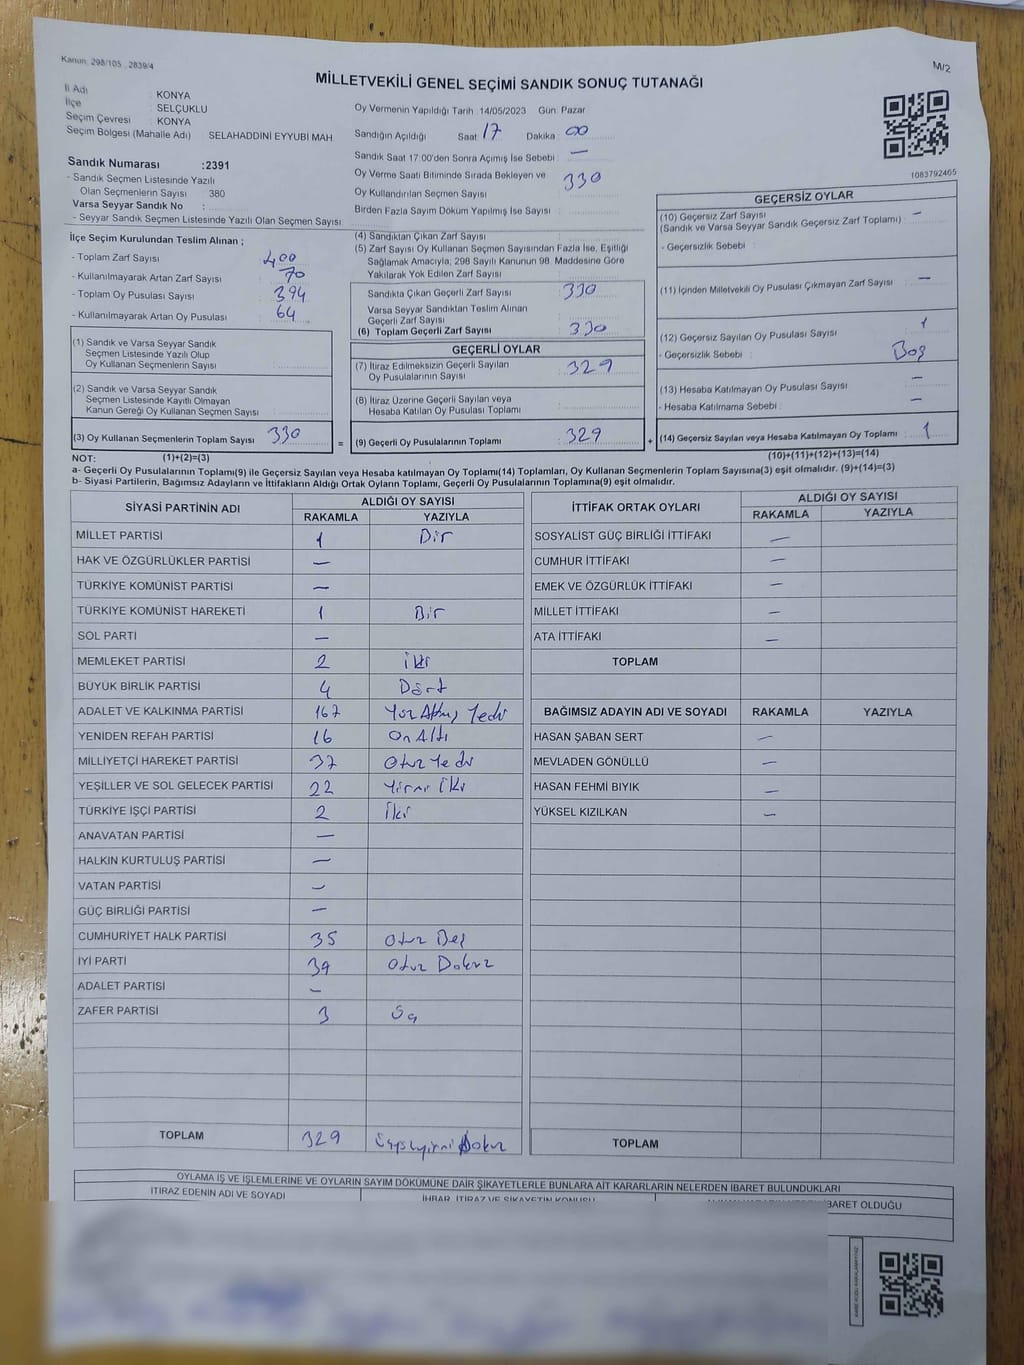 Kanun: 298/105 , 2839/4
M/2
MİLLETVEKİLİ GENEL SEÇİMİ SANDIK SONUÇ TUTANAĞI
İl Adı : KONYA
İlçe : SELÇUKLU
Seçim Çevresi : KONYA
Seçim Bölgesi (Mahalle Adı) SELAHADDİNİ EYYUBİ MAH
Sandık Numarası :2391
- Sandık Seçmen Listesinde Yazılı
Olan Seçmenlerin Sayısı 380
Varsa Seyyar Sandık No :
- Seyyar Sandık Seçmen Listesinde Yazılı Olan Seçmen Sayısı
Oy Vermenin Yapıldığı Tarih :14/05/2023 Gün: Pazar
Sandığın Açıldığı Saat 17 Dakika 00
Sandık Saat 17:00'den Sonra Açılmış İse Sebebi : —
Oy Verme Saati Bitiminde Sırada Bekleyen ve
Oy Kullandırılan Seçmen Sayısı 330
Birden Fazla Sayım Döküm Yapılmış İse Sayısı
1083792465
İlçe Seçim Kurulundan Teslim Alınan ;
- Toplam Zarf Sayısı 400
- Kullanılmayarak Artan Zarf Sayısı : 70
- Toplam Oy Pusulası Sayısı : 394
- Kullanılmayarak Artan Oy Pusulası : 64
(1) Sandık ve Varsa Seyyar Sandık
Seçmen Listesinde Yazılı Olup
Oy Kullanan Seçmenlerin Sayısı
(2) Sandık ve Varsa Seyyar Sandık
Seçmen Listesinde Kayıtlı Olmayan
Kanun Gereği Oy Kullanan Seçmen Sayısı
(3) Oy Kullanan Seçmenlerin Toplam Sayısı 330
(4) Sandıktan Çıkan Zarf Sayısı
(5) Zarf Sayısı Oy Kullanan Seçmen Sayısından Fazla İse, Eşitliği
Sağlamak Amacıyla; 298 Sayılı Kanunun 98. Maddesine Göre
Yakılarak Yok Edilen Zarf Sayısı
Sandıkta Çıkan Geçerli Zarf Sayısı : 330
Varsa Seyyar Sandıktan Teslim Alınan
Geçerli Zarf Sayısı
(6) Toplam Geçerli Zarf Sayısı : 330
GEÇERLİ OYLAR
(7) İtiraz Edilmeksizin Geçerli Sayılan
Oy Pusulalarının Sayısı 329
(8) İtiraz Üzerine Geçerli Sayılan veya
Hesaba Katılan Oy Pusulası Toplamı
= (9) Geçerli Oy Pusulalarının Toplamı 329
GEÇERSİZ OYLAR
(10) Geçersiz Zarf Sayısı —
(Sandık ve Varsa Seyyar Sandık Geçersiz Zarf Toplamı)
- Geçersizlik Sebebi :
(11) İçinden Milletvekili Oy Pusulası Çıkmayan Zarf Sayısı —
(12) Geçersiz Sayılan Oy Pusulası Sayısı 1
- Geçersizlik Sebebi : Boş
(13) Hesaba Katılmayan Oy Pusulası Sayısı —
- Hesaba Katılmama Sebebi : —
+ (14) Geçersiz Sayılan veya Hesaba Katılmayan Oy Toplamı : 1
NOT: (1)+(2)=(3)
(10)+(11)+(12)+(13)=(14)
a- Geçerli Oy Pusulalarının Toplamı(9) ile Geçersiz Sayılan veya Hesaba katılmayan Oy Toplamı(14) Toplamları, Oy Kullanan Seçmenlerin Toplam Sayısına(3) eşit olmalıdır. (9)+(14)=(3)
b- Siyasi Partilerin, Bağımsız Adayların ve İttifakların Aldığı Ortak Oyların Toplamı, Geçerli Oy Pusulalarının Toplamına(9) eşit olmalıdır.
SİYASİ PARTİNİN ADI ALDIĞI OY SAYISI
RAKAMLA YAZIYLA
MİLLET PARTİSİ 1 Bir
HAK VE ÖZGÜRLÜKLER PARTİSİ —
TÜRKİYE KOMÜNİST PARTİSİ —
TÜRKİYE KOMÜNİST HAREKETİ 1 Bir
SOL PARTİ —
MEMLEKET PARTİSİ 2 İki
BÜYÜK BİRLİK PARTİSİ 4 Dört
ADALET VE KALKINMA PARTİSİ 167 Yüz Altmış Yedi
YENİDEN REFAH PARTİSİ 16 On Altı
MİLLİYETÇİ HAREKET PARTİSİ 37 Otuz Yedi
YEŞİLLER VE SOL GELECEK PARTİSİ 22 Yirmi İki
TÜRKİYE İŞÇİ PARTİSİ 2 İki
ANAVATAN PARTİSİ —
HALKIN KURTULUŞ PARTİSİ —
VATAN PARTİSİ —
GÜÇ BİRLİĞİ PARTİSİ —
CUMHURİYET HALK PARTİSİ 35 Otuz Beş
İYİ PARTİ 39 Otuz Dokuz
ADALET PARTİSİ —
ZAFER PARTİSİ 3 Üç
TOPLAM 329 Üçyüzyirmi Dokuz
İTTİFAK ORTAK OYLARI ALDIĞI OY SAYISI
RAKAMLA YAZIYLA
SOSYALİST GÜÇ BİRLİĞİ İTTİFAKI —
CUMHUR İTTİFAKI —
EMEK VE ÖZGÜRLÜK İTTİFAKI —
MİLLET İTTİFAKI —
ATA İTTİFAKI —
TOPLAM
BAĞIMSIZ ADAYIN ADI VE SOYADI RAKAMLA YAZIYLA
HASAN ŞABAN SERT —
MEVLADEN GÖNÜLLÜ —
HASAN FEHMİ BIYIK —
YÜKSEL KIZILKAN —
TOPLAM
OYLAMA İŞ VE İŞLEMLERİNE VE OYLARIN SAYIM DÖKÜMÜNE DAİR ŞİKAYETLERLE BUNLARA AİT KARARLARIN NELERDEN İBARET BULUNDUKLARI
İTİRAZ EDENİN ADI VE SOYADI
İHBAR, İTİRAZ VE ŞİKAYETİN KONUSU
İBARET OLDUĞU